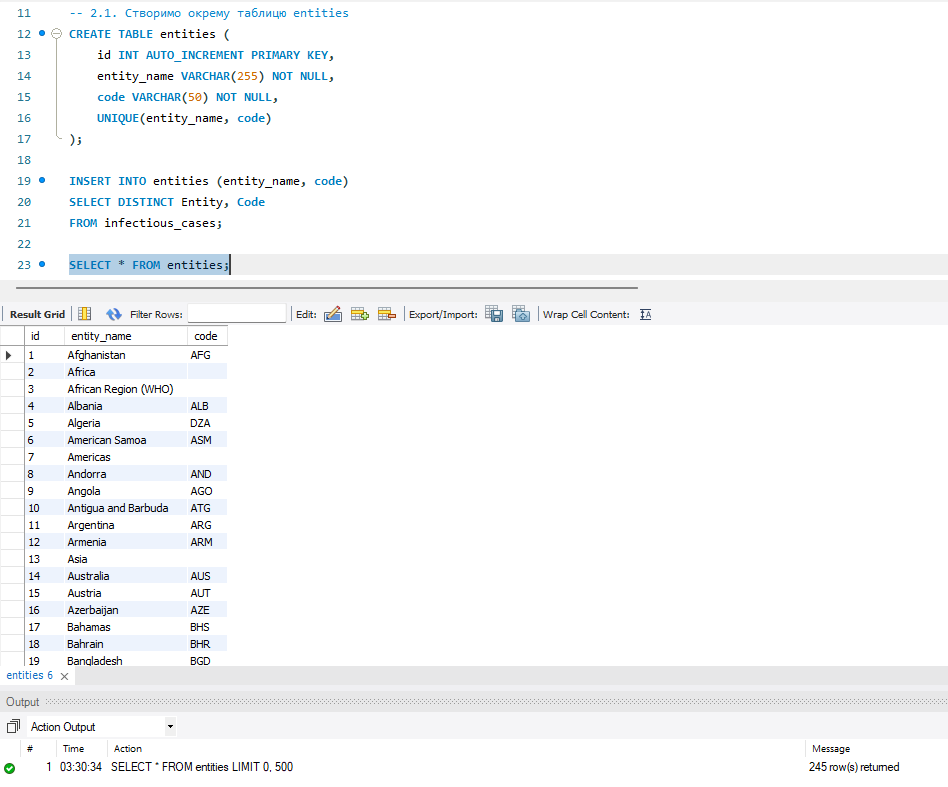 11 -- 2.1. Створимо окрему таблицю entities
12 CREATE TABLE entities (
13 id INT AUTO_INCREMENT PRIMARY KEY,
14 entity_name VARCHAR(255) NOT NULL,
15 code VARCHAR(50) NOT NULL,
16 UNIQUE(entity_name, code)
17 );
18
19 INSERT INTO entities (entity_name, code)
20 SELECT DISTINCT Entity, Code
21 FROM infectious_cases;
22
23 SELECT * FROM entities;
Result Grid Filter Rows: Edit: Export/Import: Wrap Cell Content: IA
id entity_name code
1 Afghanistan AFG
2 Africa
3 African Region (WHO)
4 Albania ALB
5 Algeria DZA
6 American Samoa ASM
7 Americas
8 Andorra AND
9 Angola AGO
10 Antigua and Barbuda ATG
11 Argentina ARG
12 Armenia ARM
13 Asia
14 Australia AUS
15 Austria AUT
16 Azerbaijan AZE
17 Bahamas BHS
18 Bahrain BHR
19 Bangladesh BGD
entities 6
Output
Action Output
# Time Action Message
1 03:30:34 SELECT * FROM entities LIMIT 0, 500 245 row(s) returned